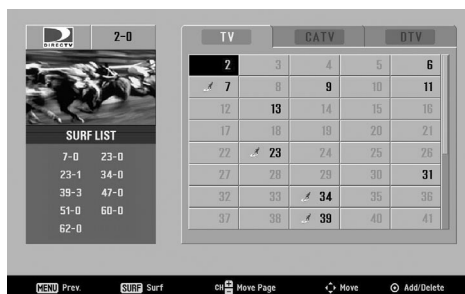 DIRECTV 2-0
TV CATV DTV
2 3 4 5 6
7 8 9 10 11
12 13 14 15 16
17 18 19 20 21
22 23 24 25 26
27 28 29 30 31
32 33 34 35 36
37 38 39 40 41
SURF LIST
7-0 23-0
23-1 34-0
39-3 47-0
51-0 60-0
62-0
MENU Prev. SURF Surf CH Move Page Move Add/Delete